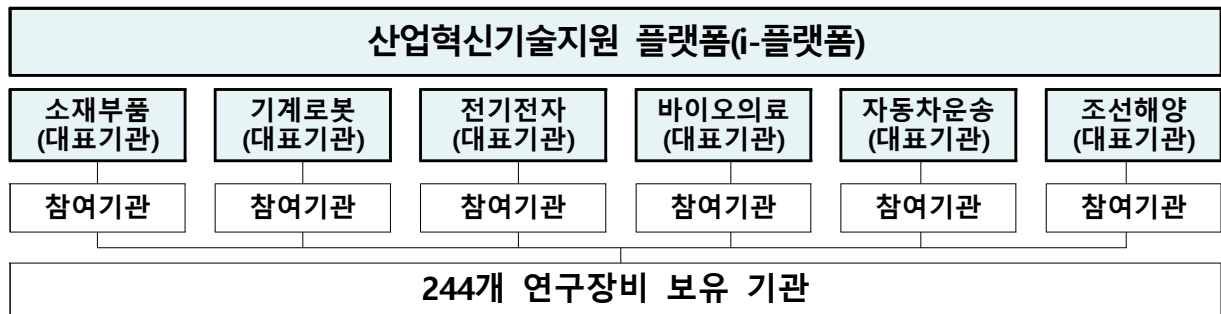 산업혁신기술지원 플랫폼(i-플랫폼)
소재부품
(대표기관)
기계로봇
(대표기관)
전기전자
(대표기관)
바이오의료
(대표기관)
자동차운송
(대표기관)
조선해양
(대표기관)
참여기관
참여기관
참여기관
참여기관
참여기관
참여기관
244개 연구장비 보유 기관